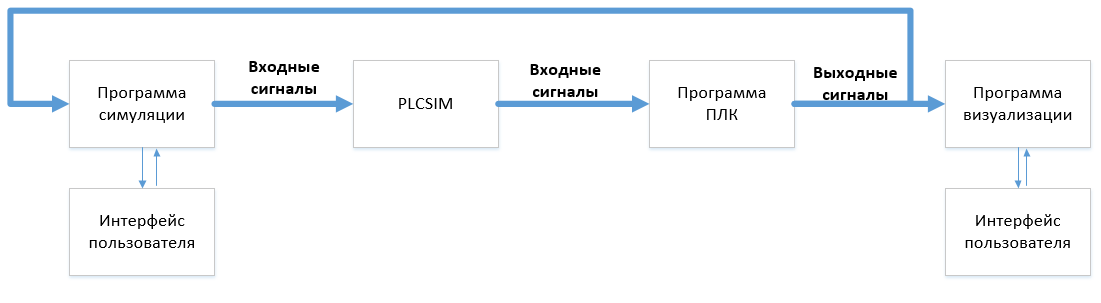 Входные
сигналы
Входные
сигналы
Выходные
сигналы
Программа
симуляции
PLCSIM
Программа
ПЛК
Программа
визуализации
Интерфейс
пользователя
Интерфейс
пользователя